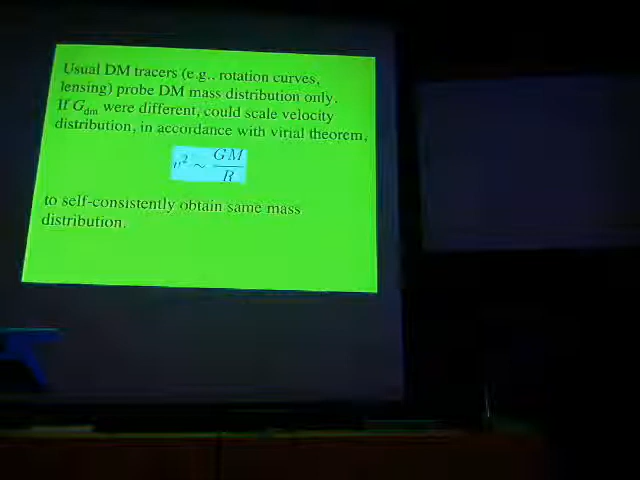 Usual DM tracers (e.g., rotation curves,
lensing) probe DM mass distribution only.
If G_dm were different, could scale velocity
distribution, in accordance with virial theorem,
v² ~ GM/R
to self-consistently obtain same mass
distribution.